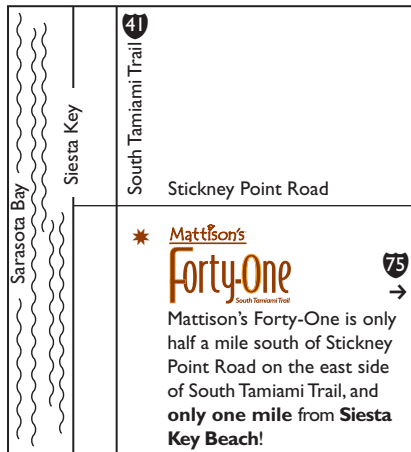 41
South Tamiami Trail
Siesta Key
Sarasota Bay
Stickney Point Road
Mattison's
Forty-One
South Tamiami Trail
75
Mattison's Forty-One is only
half a mile south of Stickney
Point Road on the east side
of South Tamiami Trail, and
only one mile from Siesta
Key Beach!